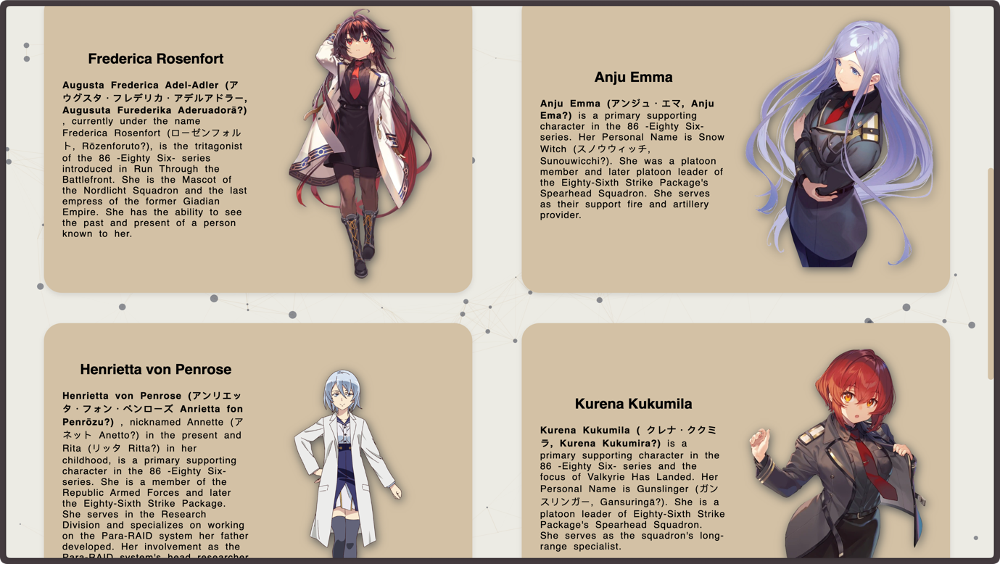 Frederica Rosenfort
Augusta Frederica Adel-Adler (ア
ウグスタ・フレデリカ・アデルアドラー,
Augusuta Furederika Aderuadorā?)
, currently under the name
Frederica Rosenfort (ローゼンフォル
ト, Rōzenforuto?), is the tritagonist
of the 86 -Eighty Six- series
introduced in Run Through the
Battlefront. She is the Mascot of
the Nordlicht Squadron and the last
empress of the former Giadian
Empire. She has the ability to see
the past and present of a person
known to her.
Anju Emma
Anju Emma (アンジュ・エマ, Anju
Ema?) is a primary supporting
character in the 86 -Eighty Six-
series. Her Personal Name is Snow
Witch (スノウウィッチ,
Sunouwicchi?). She was a platoon
member and later platoon leader of
the Eighty-Sixth Strike Package's
Spearhead Squadron. She serves
as their support fire and artillery
provider.
Henrietta von Penrose
Henrietta von Penrose (アンリエッ
タ・フォン・ペンローズ Anrietta fon
Penrōzu?) , nicknamed Annette (ア
ネット Anetto?) in the present and
Rita (リッタ Ritta?) in her
childhood, is a primary supporting
character in the 86 -Eighty Six-
series. She is a member of the
Republic Armed Forces and later
the Eighty-Sixth Strike Package.
She serves in the Research
Division and specializes on working
on the Para-RAID system her father
developed. Her involvement as the
Para-RAID system's head researcher
Kurena Kukumila
Kurena Kukumila ( クレナ・ククミ
ラ, Kurena Kukumira?) is a
primary supporting character in the
86 -Eighty Six- series and the
focus of Valkyrie Has Landed. Her
Personal Name is Gunslinger (ガン
スリンガー, Gansuringā?). She is a
platoon leader of Eighty-Sixth Strike
Package's Spearhead Squadron.
She serves as the squadron's long-
range specialist.